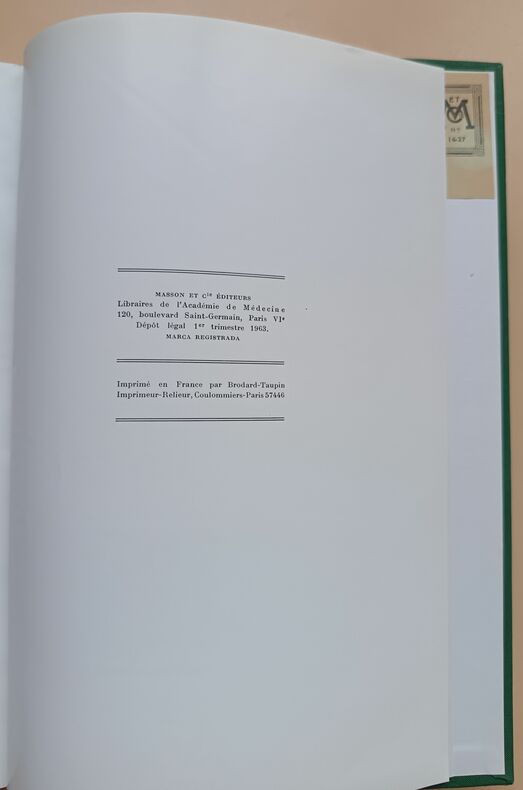 MASSON ET Cie ÉDITEURS
Libraires de l'Académie de Médecine
120, boulevard Saint-Germain, Paris VIe
Dépôt légal 1er trimestre 1963.
MARCA REGISTRADA
Imprimé en France par Brodard-Taupin
Imprimeur-Relieur, Coulommiers-Paris 57446
ET
M